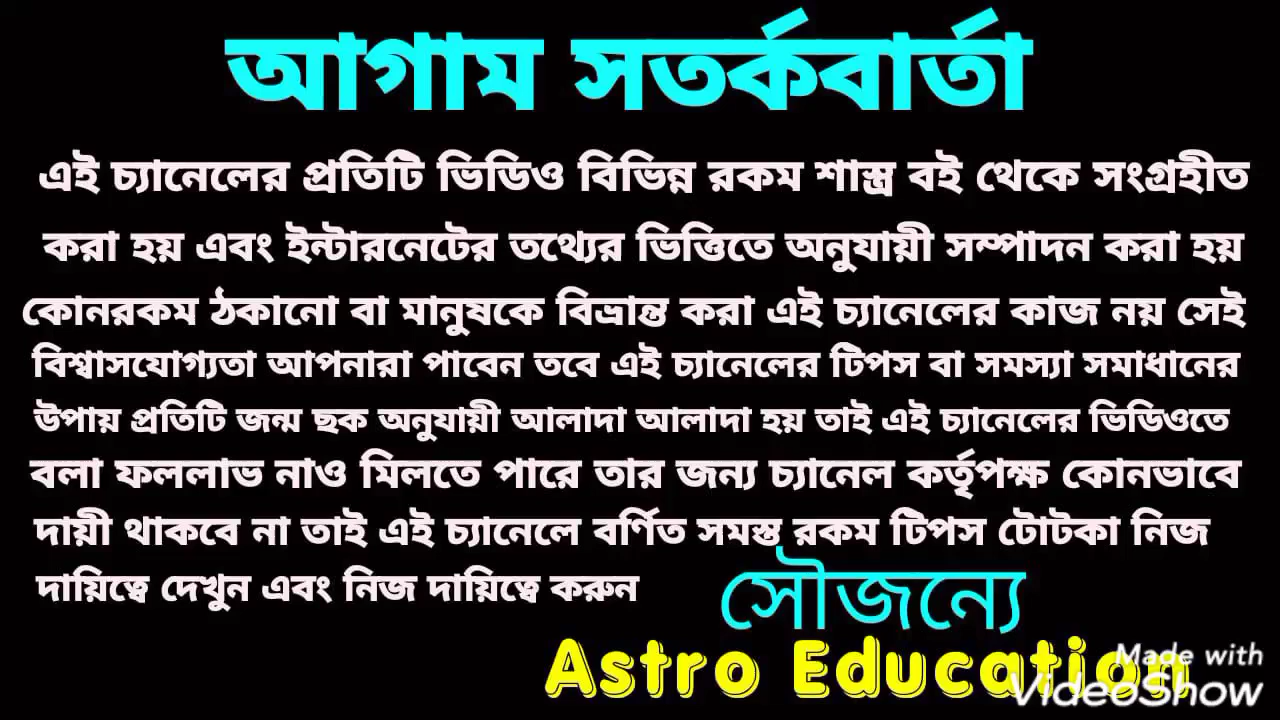 আগাম সতর্কবার্তা
এই চ্যানেলের প্রতিটি ভিডিও বিভিন্ন রকম শাস্ত্র বই থেকে সংগ্রহীত
করা হয় এবং ইন্টারনেটের তথ্যের ভিত্তিতে অনুযায়ী সম্পাদন করা হয়
কোনরকম ঠকানো বা মানুষকে বিভ্রান্ত করা এই চ্যানেলের কাজ নয় সেই
বিশ্বাসযোগ্যতা আপনারা পাবেন তবে এই চ্যানেলের টিপস বা সমস্যা সমাধানের
উপায় প্রতিটি জন্ম ছক অনুযায়ী আলাদা আলাদা হয় তাই এই চ্যানেলের ভিডিওতে
বলা ফললাভ নাও মিলতে পারে তার জন্য চ্যানেল কর্তৃপক্ষ কোনভাবে
দায়ী থাকবে না তাই এই চ্যানেলে বর্ণিত সমস্ত রকম টিপস টোটকা নিজ
দায়িত্বে দেখুন এবং নিজ দায়িত্বে করুন
সৌজন্যে
Astro Education
Made with
VideoShow